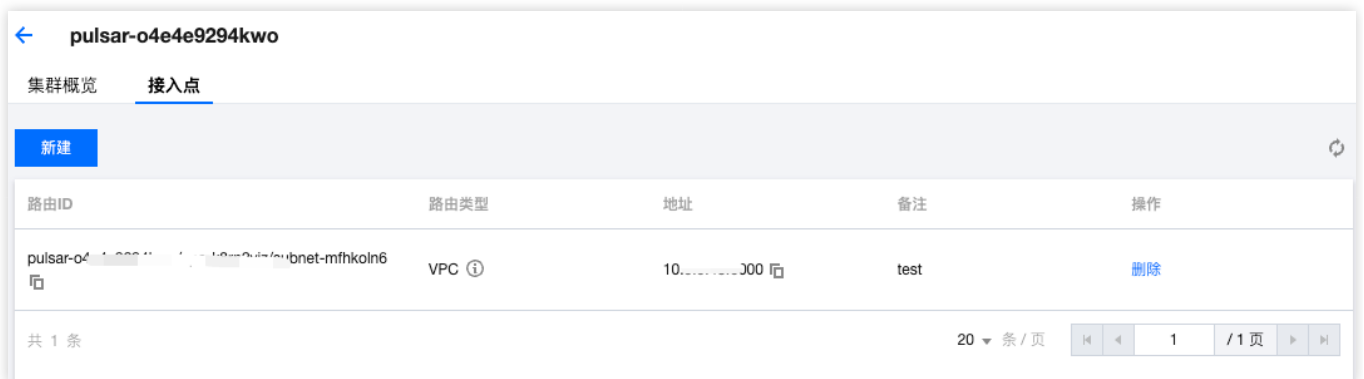 pulsar-o4e4e9294kwo
集群概览 接入点
新建
路由ID 路由类型 地址 备注 操作
subnet-mfhkoln6 VPC test 删除
共 1 条 20 条 / 页 1 / 1 页